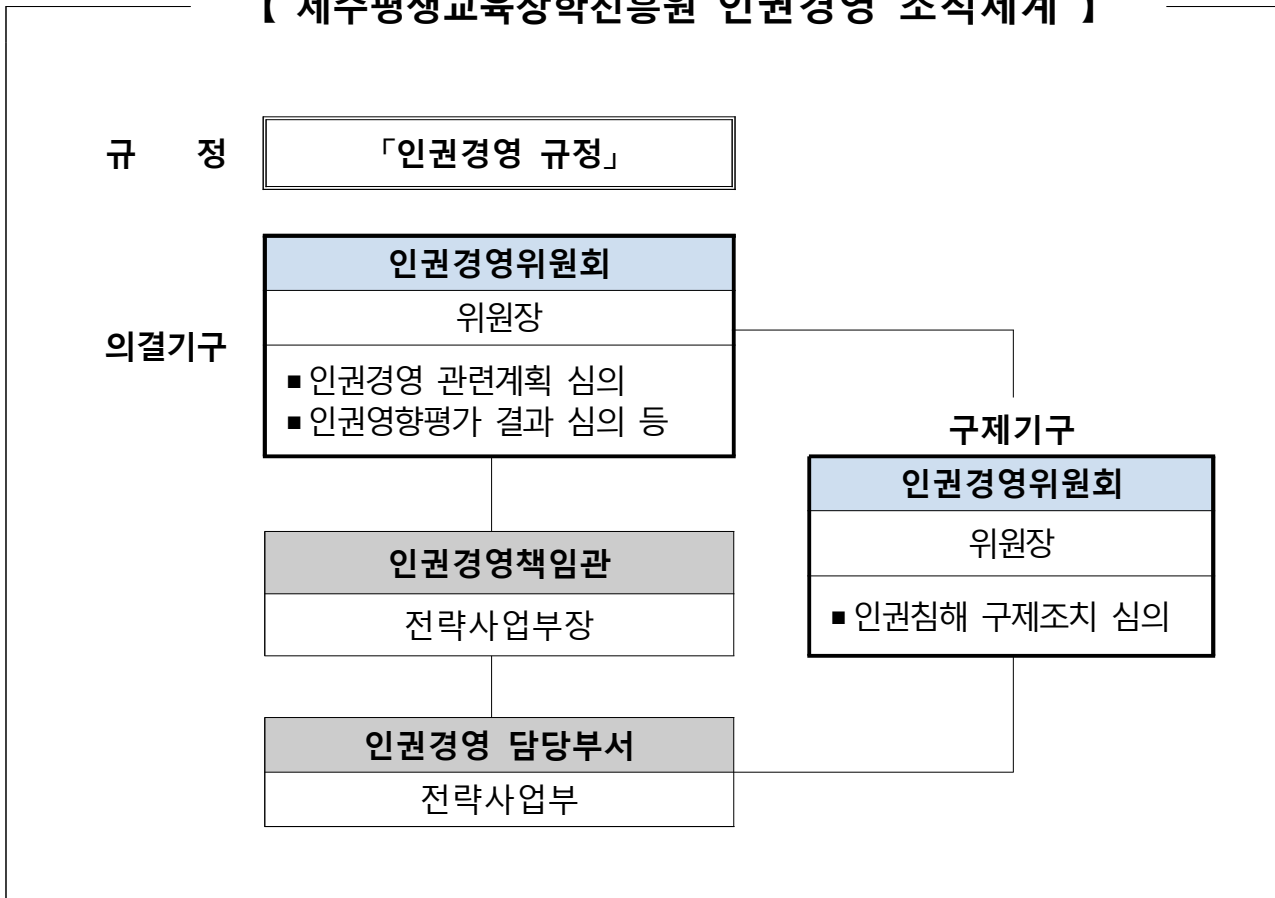 【 제주평생교육장학진흥원 인권경영 조직체계 】
규 정
「인권경영 규정」
의결기구
인권경영위원회
위원장
■ 인권경영 관련계획 심의
■ 인권영향평가 결과 심의 등
구제기구
인권경영위원회
위원장
■ 인권침해 구제조치 심의
인권경영책임관
전략사업부장
인권경영 담당부서
전략사업부